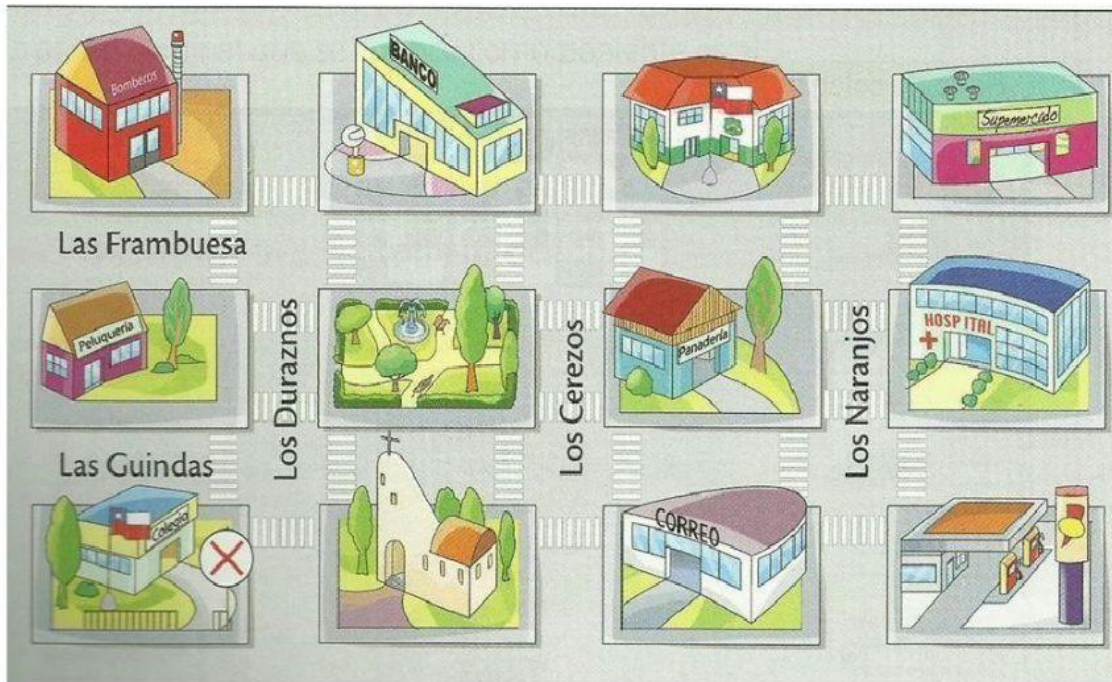 Bomberos
BANCO
Supermercado
Las Frambuesa
Peluquería
Los Duraznos
Los Cerezos
Panadería
Los Naranjos
HOSPITAL
Las Guindas
Colegio
CORREO